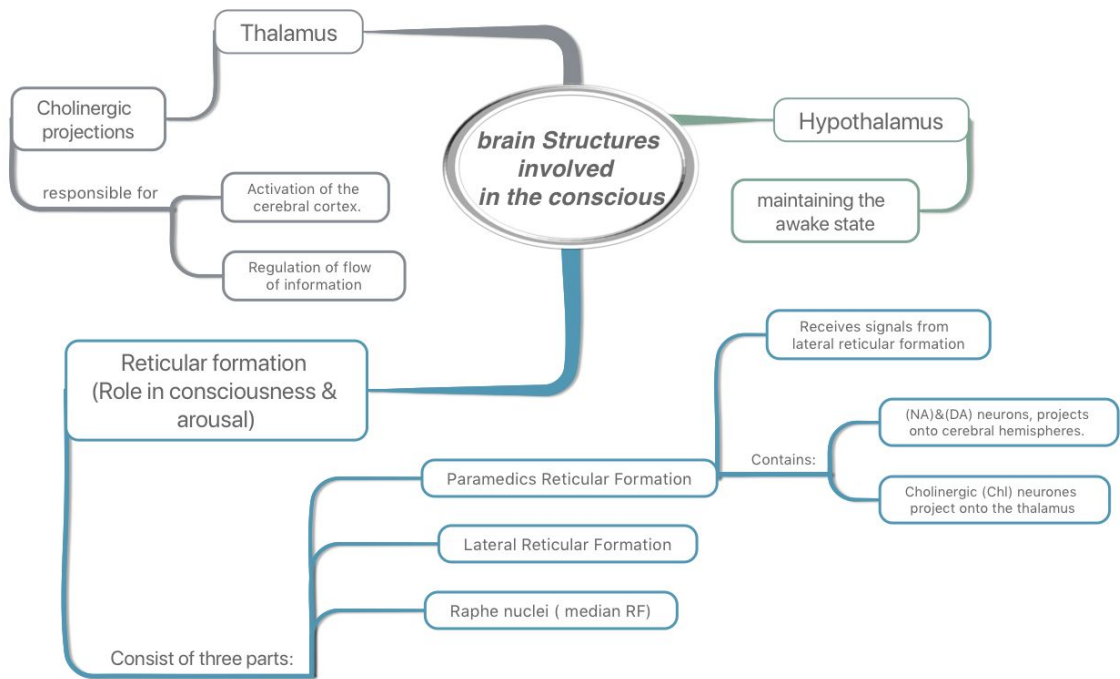 brain Structures
involved
in the conscious
Thalamus
Cholinergic
projections
responsible for
Activation of the
cerebral cortex.
Regulation of flow
of information
Hypothalamus
maintaining the
awake state
Reticular formation
(Role in consciousness &
arousal)
Consist of three parts:
Paramedics Reticular Formation
Receives signals from
lateral reticular formation
Contains:
(NA)&(DA) neurons, projects
onto cerebral hemispheres.
Cholinergic (Chl) neurones
project onto the thalamus
Lateral Reticular Formation
Raphe nuclei ( median RF)